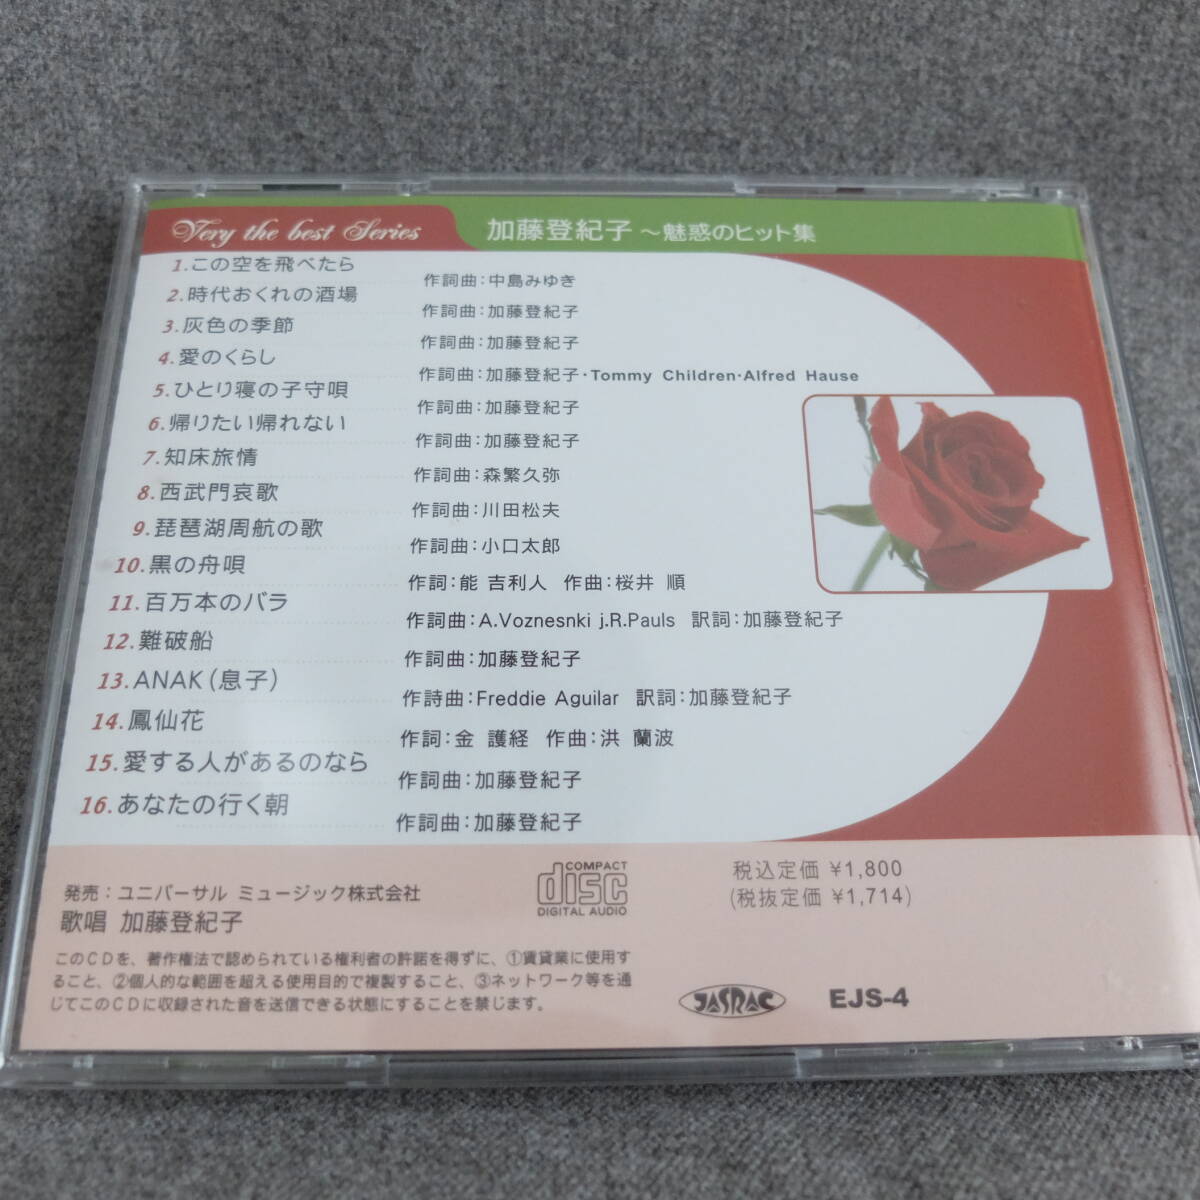 Very the best Series
加藤登紀子 ～魅惑のヒット集
1.この空を飛べたら 作詞曲：中島みゆき
2.時代おくれの酒場 作詞曲：加藤登紀子
3.灰色の季節 作詞曲：加藤登紀子
4.愛のくらし 作詞曲：加藤登紀子・Tommy Children・Alfred Hause
5.ひとり寝の子守唄 作詞曲：加藤登紀子
6.帰りたい帰れない 作詞曲：加藤登紀子
7.知床旅情 作詞曲：森繁久弥
8.西武門哀歌 作詞曲：川田松夫
9.琵琶湖周航の歌 作詞曲：小口太郎
10.黒の舟唄 作詞：能 吉利人 作曲：桜井 順
11.百万本のバラ 作詞曲：A.Voznesnki j.R.Pauls 訳詞：加藤登紀子
12.難破船 作詞曲：加藤登紀子
13.ANAK（息子） 作詩曲：Freddie Aguilar 訳詞：加藤登紀子
14.鳳仙花 作詞：金 護経 作曲：洪 蘭波
15.愛する人があるのなら 作詞曲：加藤登紀子
16.あなたの行く朝 作詞曲：加藤登紀子
発売：ユニバーサル ミュージック株式会社
歌唱 加藤登紀子
COMPACT
disc
DIGITAL AUDIO
税込定価 ¥1,800
(税抜定価 ¥1,714)
このCDを、著作権法で認められている権利者の許諾を得ずに、①賃貸業に使用す
ること、②個人的な範囲を超える使用目的で複製すること、③ネットワーク等を通
じてこのCDに収録された音を送信できる状態にすることを禁じます。
JASRAC
EJS-4